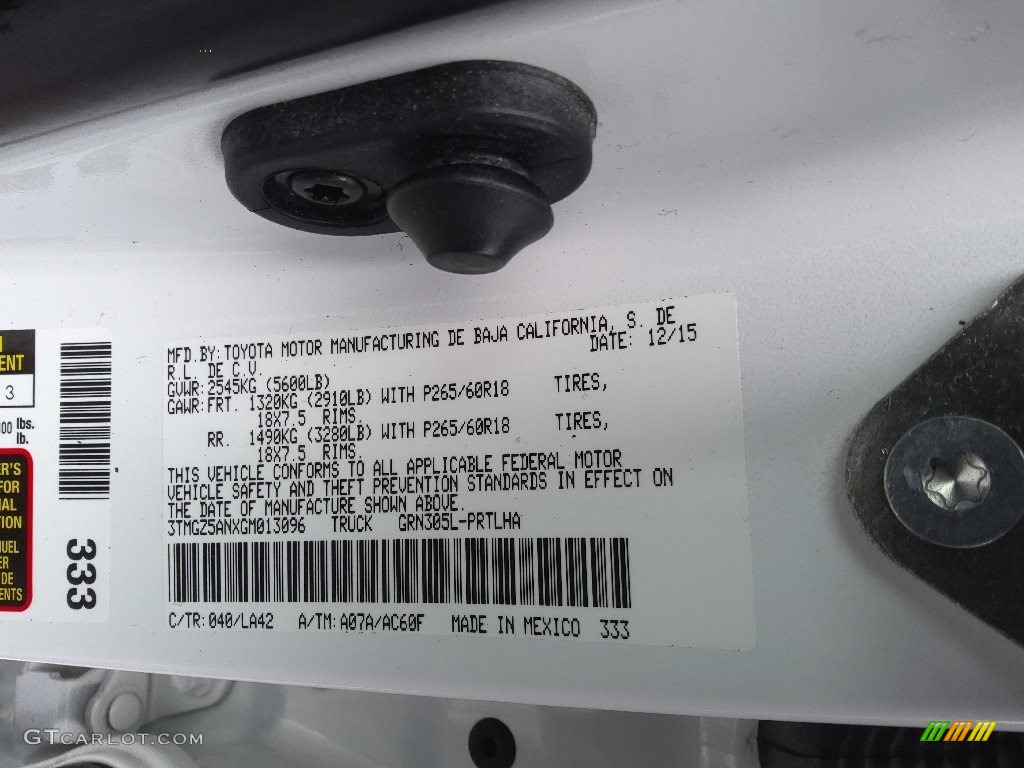 MFD.BY:TOYOTA MOTOR MANUFACTURING DE BAJA CALIFORNIA, S. DE
R.L. DE C.V. DATE: 12/15
GVWR:2545KG (5600LB)
GAWR:FRT. 1320KG (2910LB) WITH P265/60R18 TIRES,
18X7.5 RIMS.
RR. 1490KG (3280LB) WITH P265/60R18 TIRES,
18X7.5 RIMS.
THIS VEHICLE CONFORMS TO ALL APPLICABLE FEDERAL MOTOR
VEHICLE SAFETY AND THEFT PREVENTION STANDARDS IN EFFECT ON
THE DATE OF MANUFACTURE SHOWN ABOVE.
3TMGZ5ANXGM013096 TRUCK GRN305L-PRTLHA
C/TR:040/LA42 A/TM:A07A/AC60F MADE IN MEXICO 333
3
lbs.
lb.
FOR
333
GTCARLOT.COM